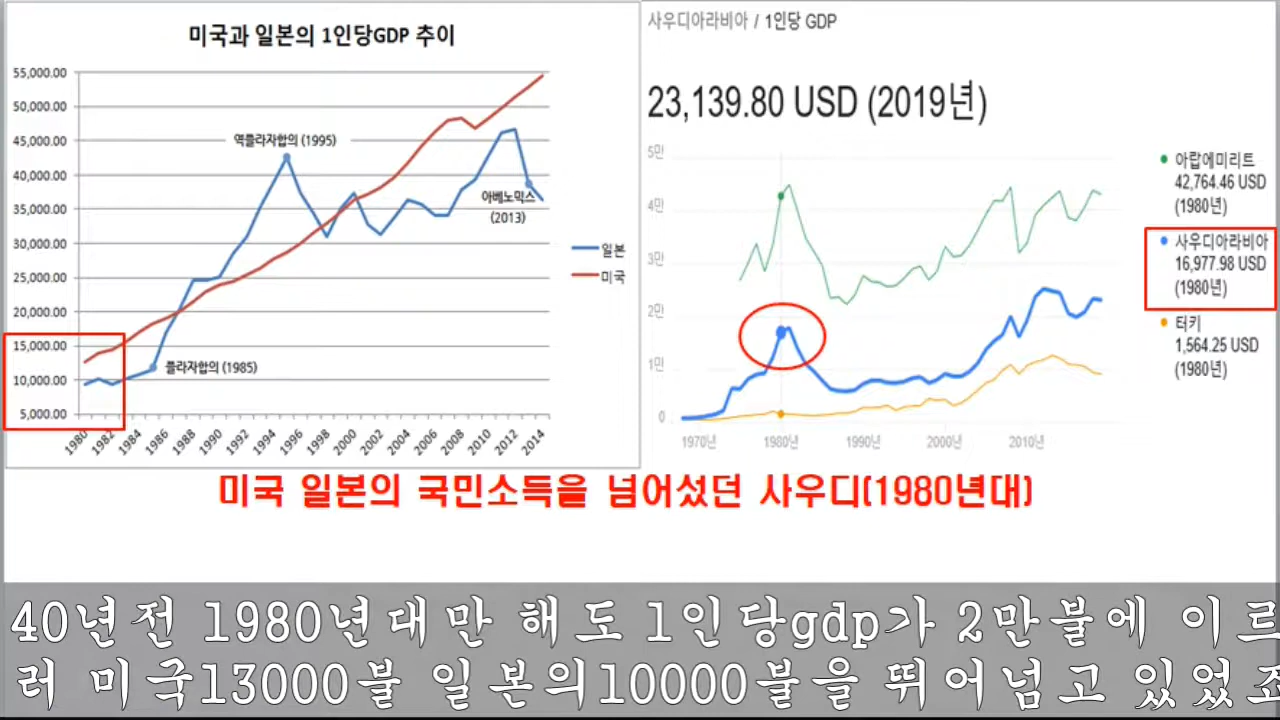 미국과 일본의 1인당GDP 추이
55,000.00
50,000.00
45,000.00
40,000.00
35,000.00
30,000.00
25,000.00
20,000.00
15,000.00
10,000.00
5,000.00
역플라자합의 (1995)
아베노믹스
(2013)
플라자합의 (1985)
일본
미국
1980 1982 1984 1986 1988 1990 1992 1994 1996 1998 2000 2002 2004 2006 2008 2010 2012 2014
사우디아라비아 / 1인당 GDP
23,139.80 USD (2019년)
5만
4만
3만
2만
1만
0
1970년 1980년 1990년 2000년 2010년
아랍에미리트
42,764.46 USD
(1980년)
사우디아라비아
16,977.98 USD
(1980년)
터키
1,564.25 USD
(1980년)
미국 일본의 국민소득을 넘어섰던 사우디(1980년대)
40년전 1980년대만 해도 1인당gdp가 2만불에 이르
러 미국13000불 일본의10000불을 뛰어넘고 있었죠